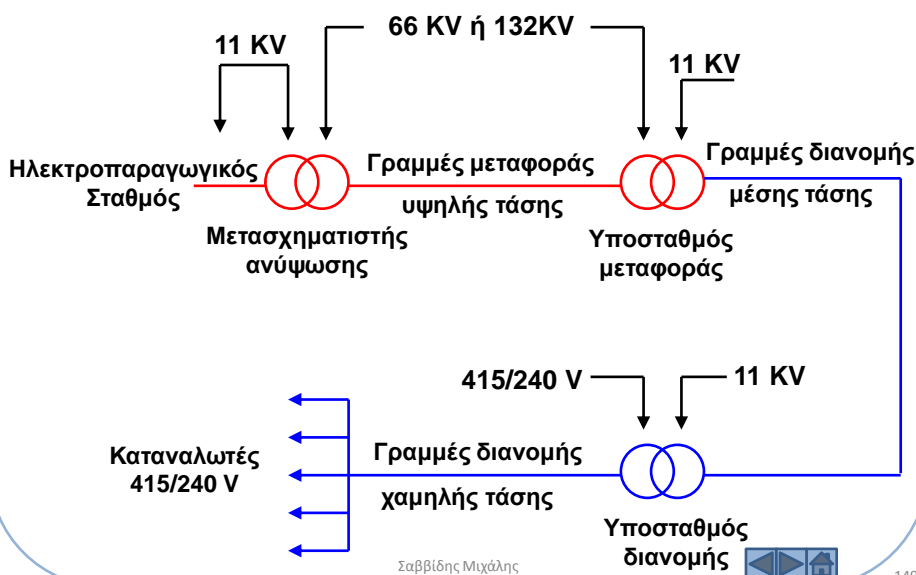 66 KV ή 132KV
11 KV
11 KV
Ηλεκτροπαραγωγικός
Σταθμός
Γραμμές μεταφοράς
υψηλής τάσης
Γραμμές διανομής
μέσης τάσης
Μετασχηματιστής
ανύψωσης
Υποσταθμός
μεταφοράς
415/240 V
11 KV
Καταναλωτές
415/240 V
Γραμμές διανομής
χαμηλής τάσης
Υποσταθμός
διανομής
Σαββίδης Μιχάλης